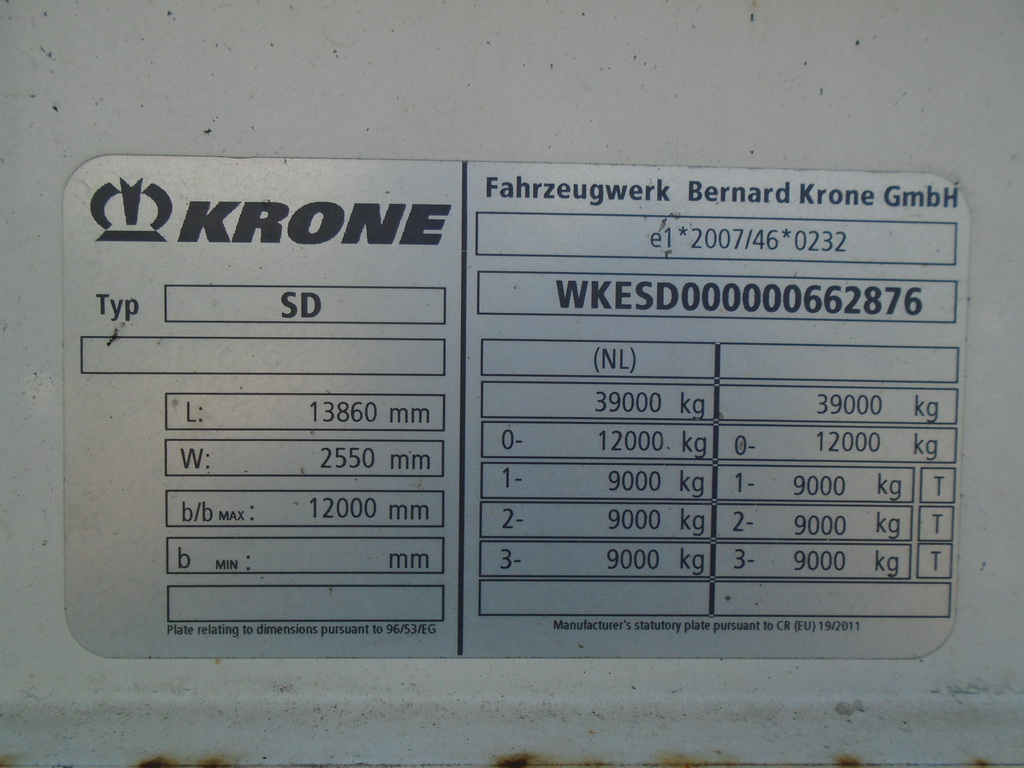 KRONE
Typ SD
L: 13860 mm
W: 2550 mm
b/b MAX : 12000 mm
b MIN : mm
Plate relating to dimensions pursuant to 96/53/EG
Fahrzeugwerk Bernard Krone GmbH
e1*2007/46*0232
WKESD000000662876
(NL)
39000 kg 39000 kg
0- 12000 kg 0- 12000 kg
1- 9000 kg 1- 9000 kg T
2- 9000 kg 2- 9000 kg T
3- 9000 kg 3- 9000 kg T
Manufacturer's statutory plate pursuant to CR (EU) 19/2011